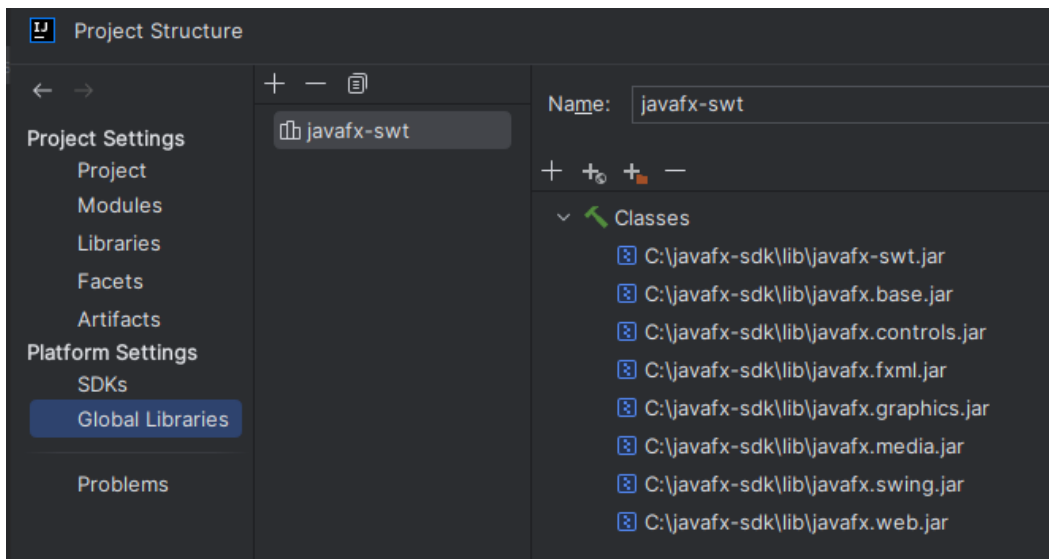 IJ Project Structure
Project Settings
Project
Modules
Libraries
Facets
Artifacts
Platform Settings
SDKs
Global Libraries
Problems
javafx-swt
Name: javafx-swt
Classes
C:\javafx-sdk\lib\javafx-swt.jar
C:\javafx-sdk\lib\javafx.base.jar
C:\javafx-sdk\lib\javafx.controls.jar
C:\javafx-sdk\lib\javafx.fxml.jar
C:\javafx-sdk\lib\javafx.graphics.jar
C:\javafx-sdk\lib\javafx.media.jar
C:\javafx-sdk\lib\javafx.swing.jar
C:\javafx-sdk\lib\javafx.web.jar